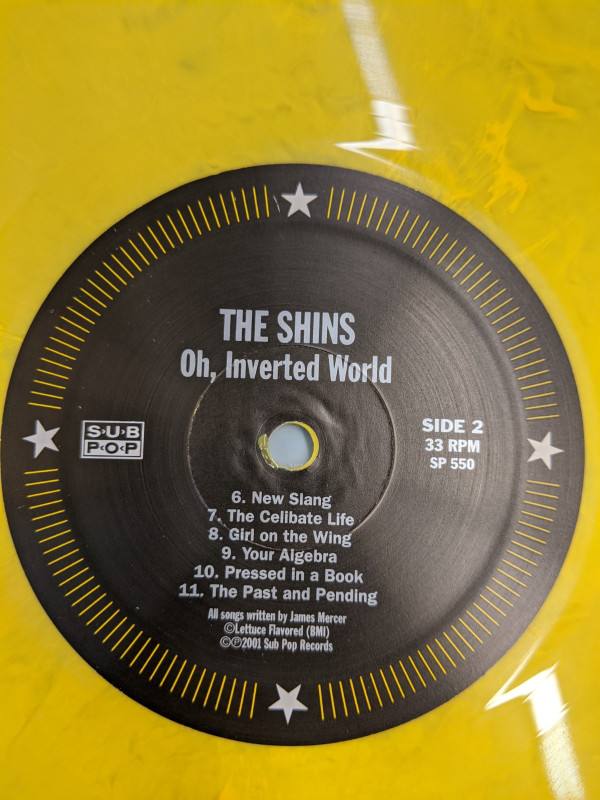 THE SHINS
Oh, Inverted World
SUB
POP
SIDE 2
33 RPM
SP 550
6. New Slang
7. The Celibate Life
8. Girl on the Wing
9. Your Algebra
10. Pressed in a Book
11. The Past and Pending
All songs written by James Mercer
©Lettuce Flavored (BMI)
©℗2001 Sub Pop Records